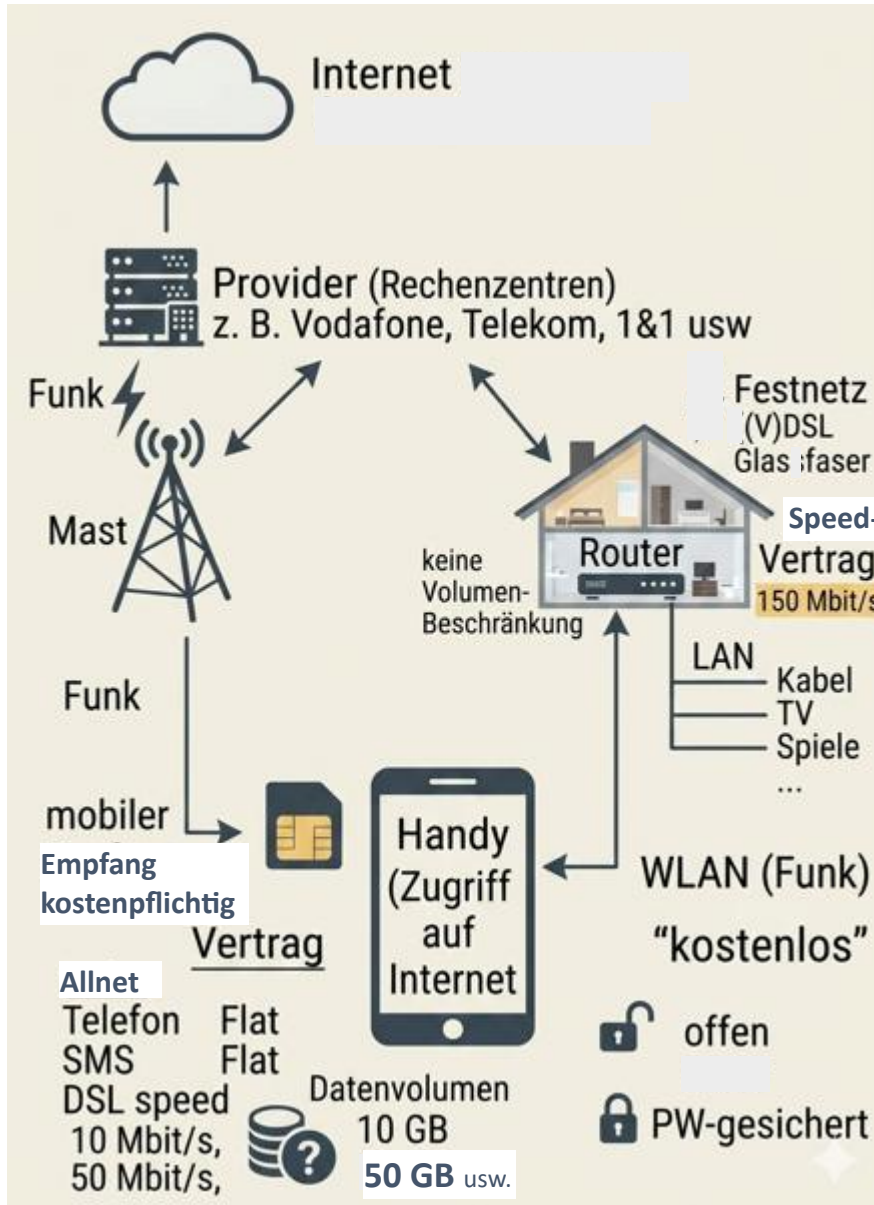 Internet
Provider (Rechenzentren)
z. B. Vodafone, Telekom, 1&1 usw
Funk
Festnetz
(V)DSL
Glasfaser
Mast
Speed-
keine
Volumen-
Beschränkung
Router
Vertrag
150 Mbit/s
LAN
Kabel
TV
Spiele
...
Funk
mobiler
Empfang
kostenpflichtig
Handy
(Zugriff
auf
Internet
WLAN (Funk)
“kostenlos”
Vertrag
Allnet
Telefon Flat
SMS Flat
DSL speed
10 Mbit/s,
50 Mbit/s,
Datenvolumen
10 GB
50 GB usw.
?
offen
PW-gesichert